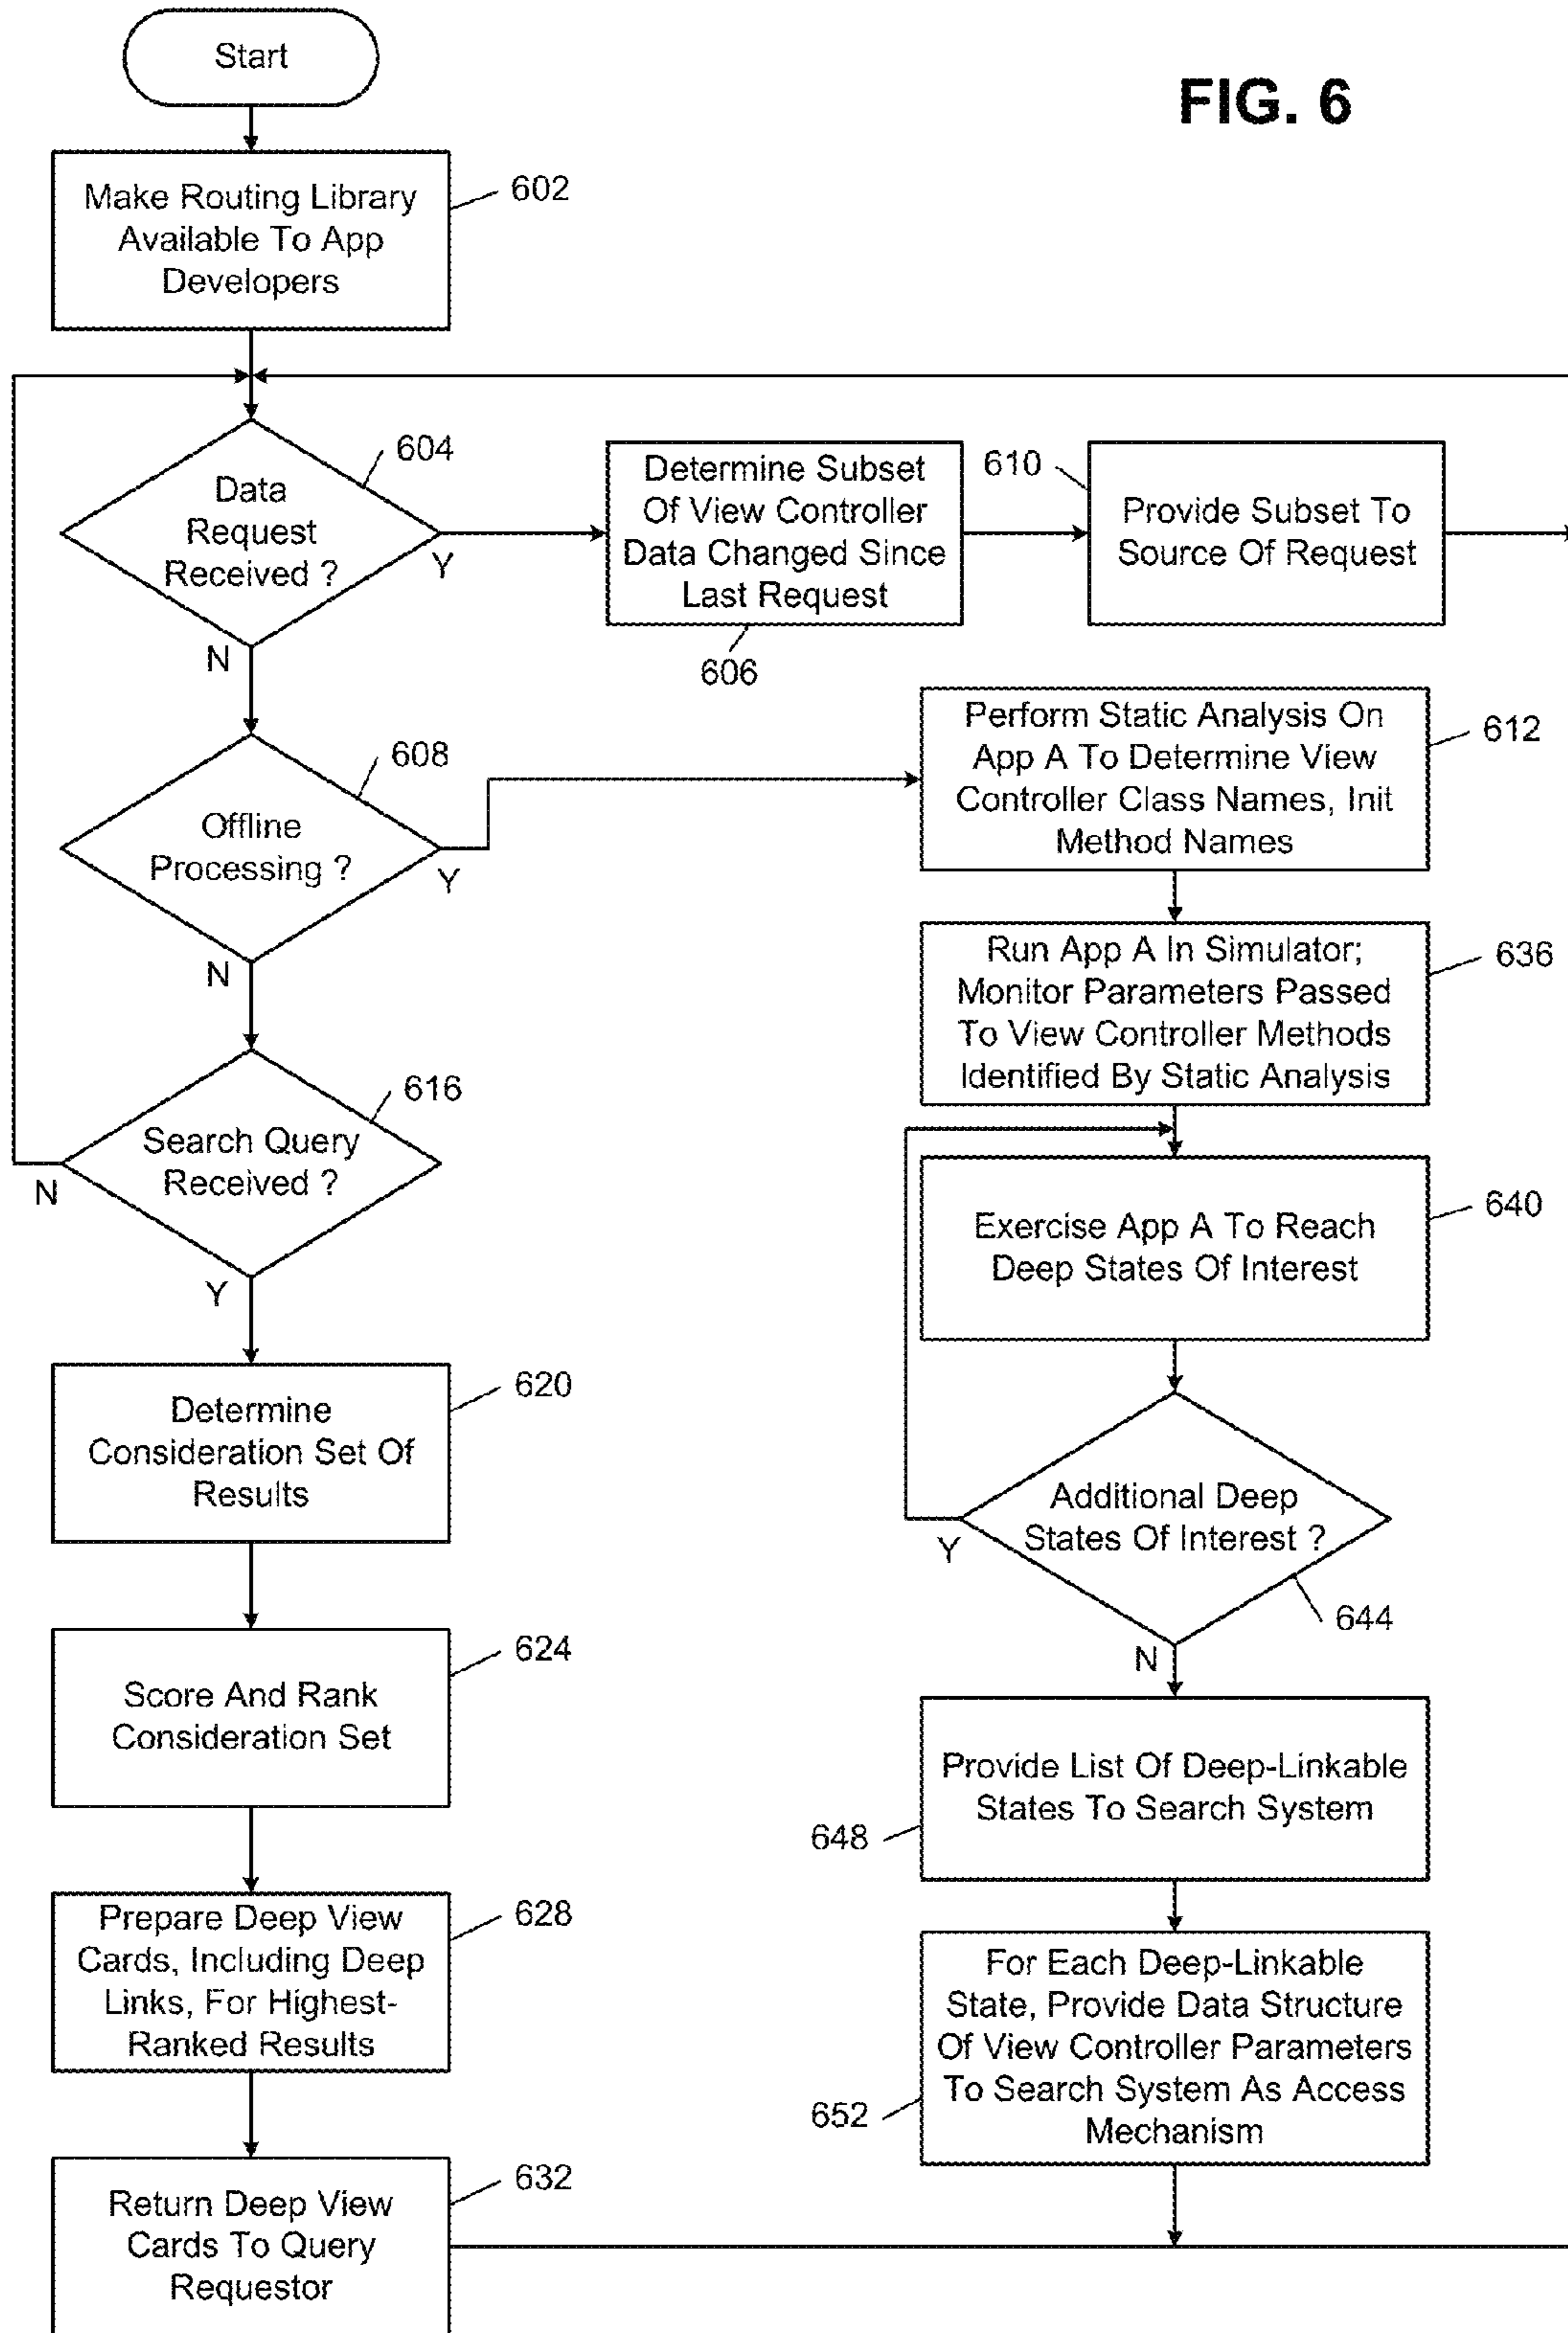 Start
FIG. 6
Make Routing Library
Available To App
Developers
602
604
Data
Request
Received ?
Y
N
Determine Subset
Of View Controller
Data Changed Since
Last Request
606
610
Provide Subset To
Source Of Request
608
Offline
Processing ?
Y
N
Perform Static Analysis On
App A To Determine View
Controller Class Names, Init
Method Names
612
Run App A In Simulator;
Monitor Parameters Passed
To View Controller Methods
Identified By Static Analysis
636
616
Search Query
Received ?
N
Y
Exercise App A To Reach
Deep States Of Interest
640
Determine
Consideration Set Of
Results
620
Additional Deep
States Of Interest ?
Y
N
644
Score And Rank
Consideration Set
624
Provide List Of Deep-Linkable
States To Search System
648
Prepare Deep View
Cards, Including Deep
Links, For Highest-
Ranked Results
628
For Each Deep-Linkable
State, Provide Data Structure
Of View Controller Parameters
To Search System As Access
Mechanism
652
Return Deep View
Cards To Query
Requestor
632